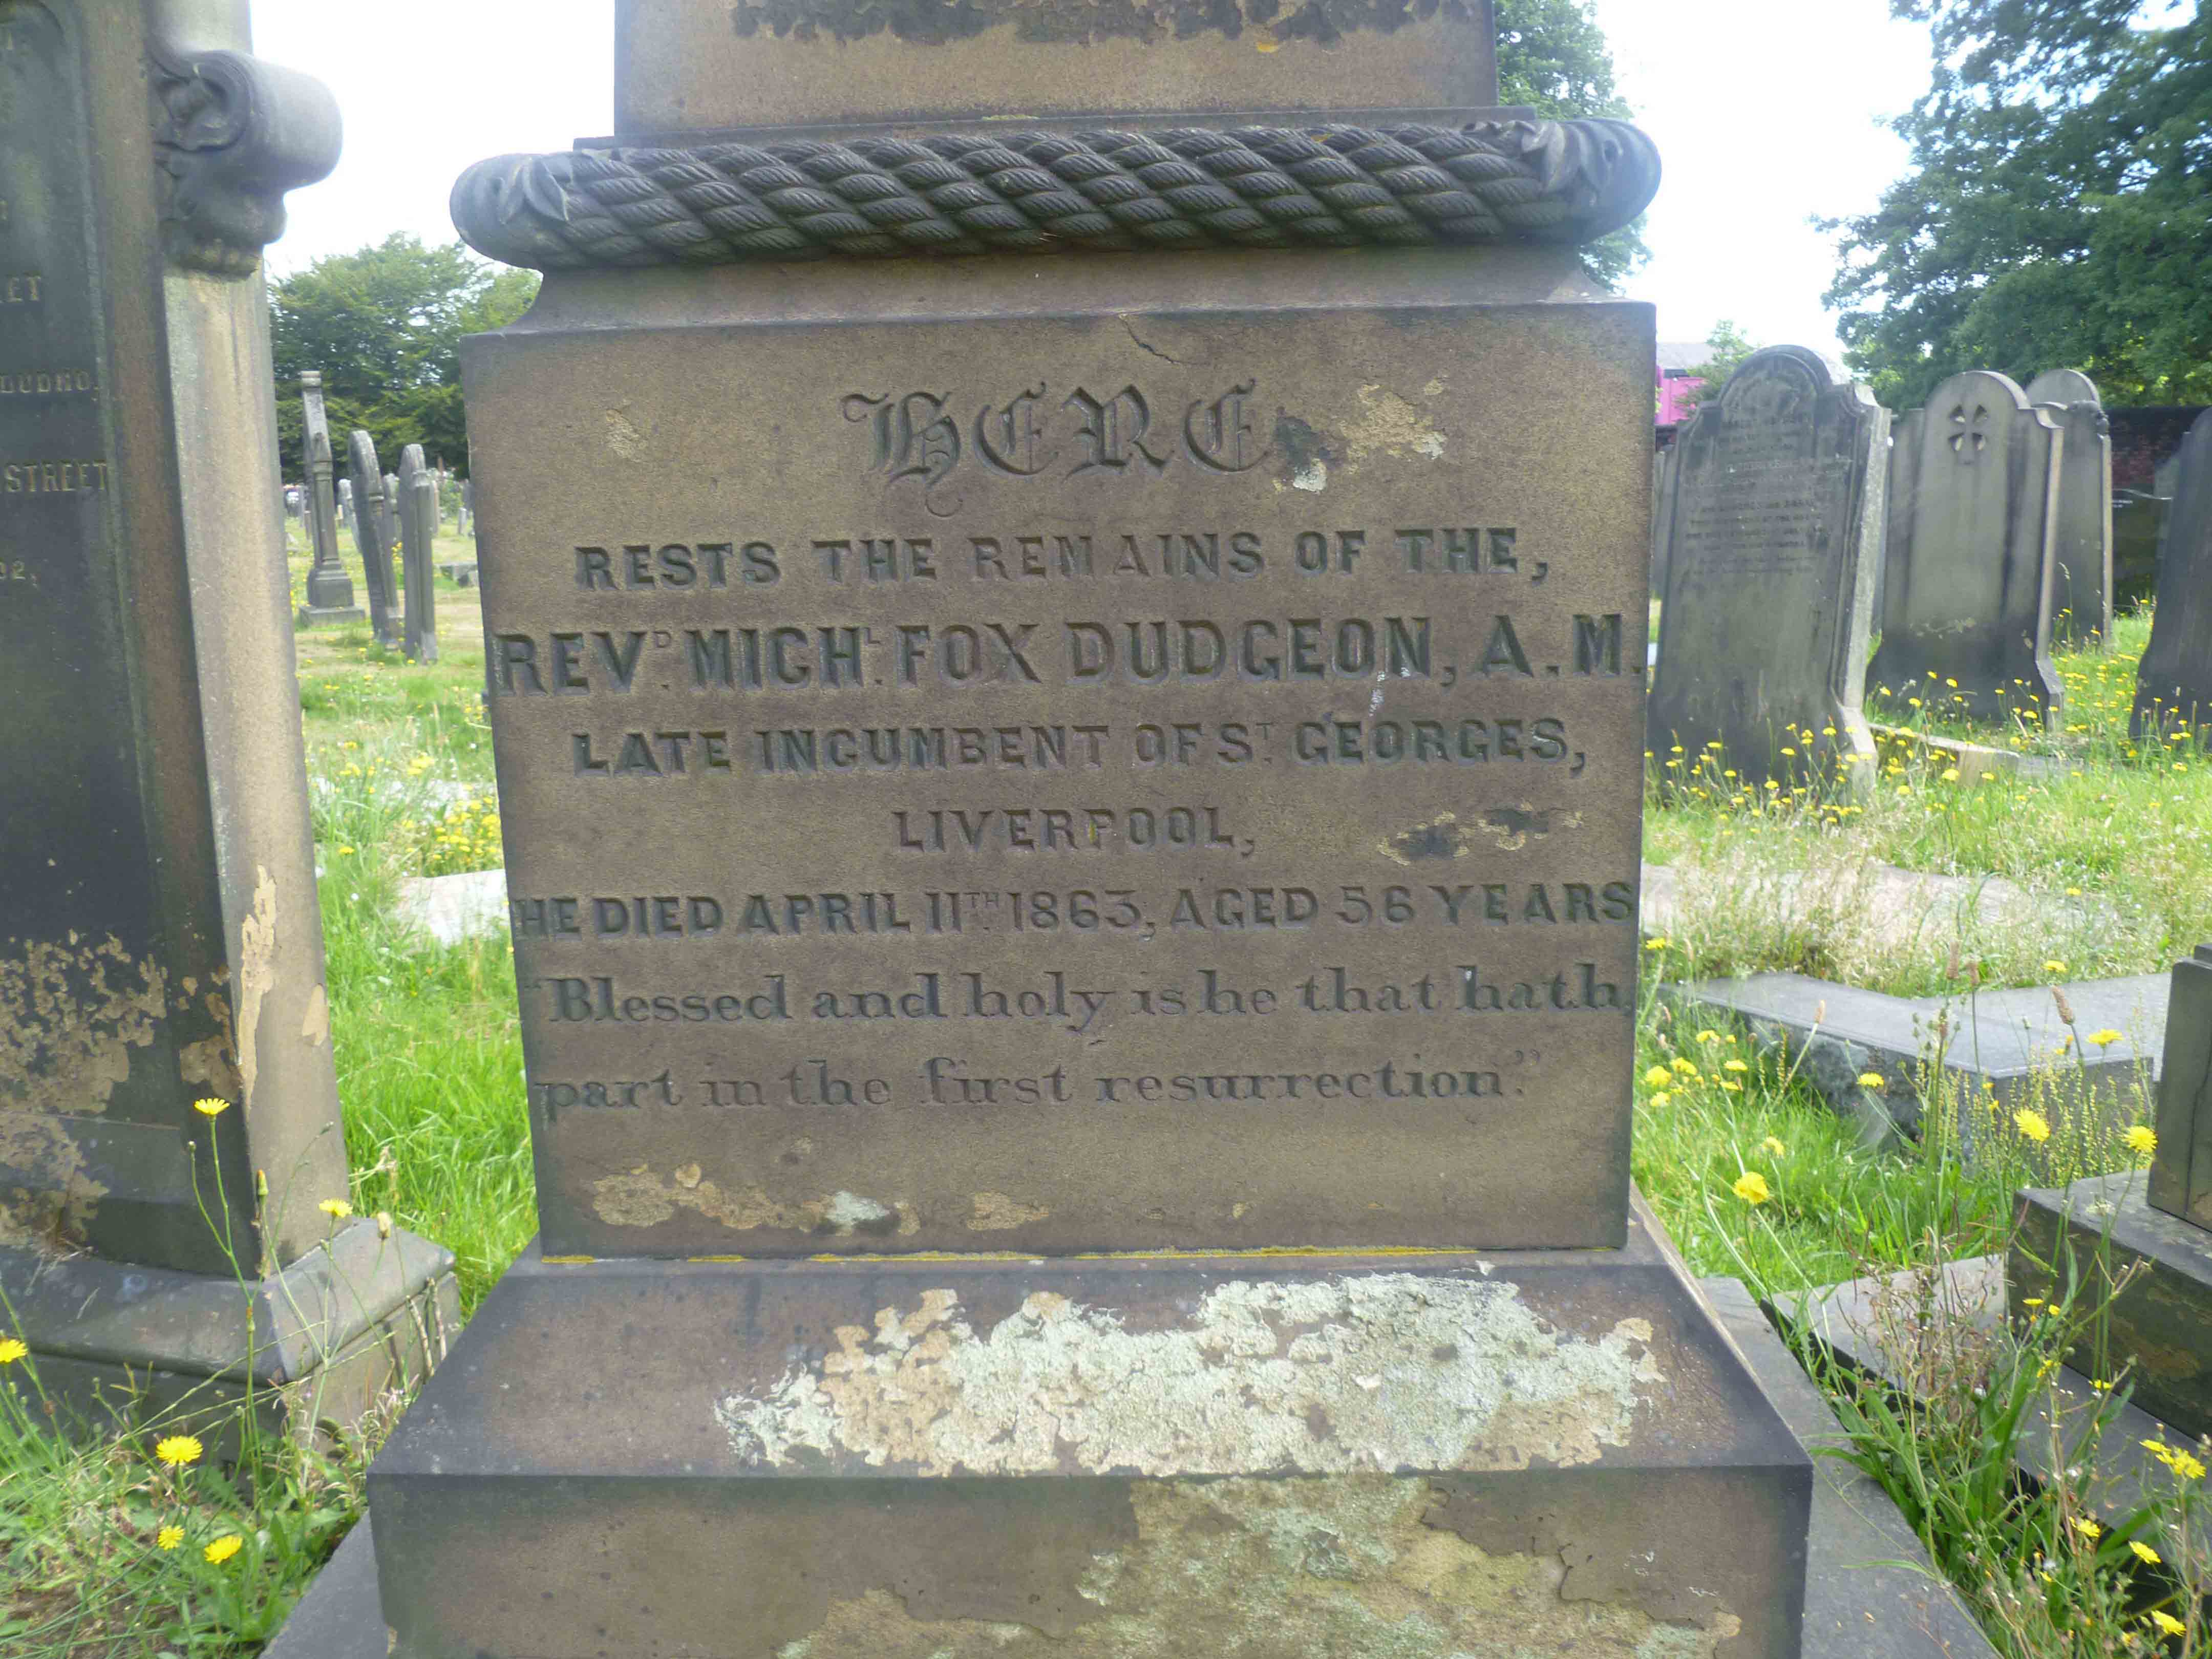 HERE
RESTS THE REMAINS OF THE,
REVD. MICHL. FOX DUDGEON, A.M.
LATE INCUMBENT OF ST. GEORGES,
LIVERPOOL,
HE DIED APRIL 11TH. 1863, AGED 56 YEARS
"Blessed and holy is he that hath
part in the first resurrection."
STREET